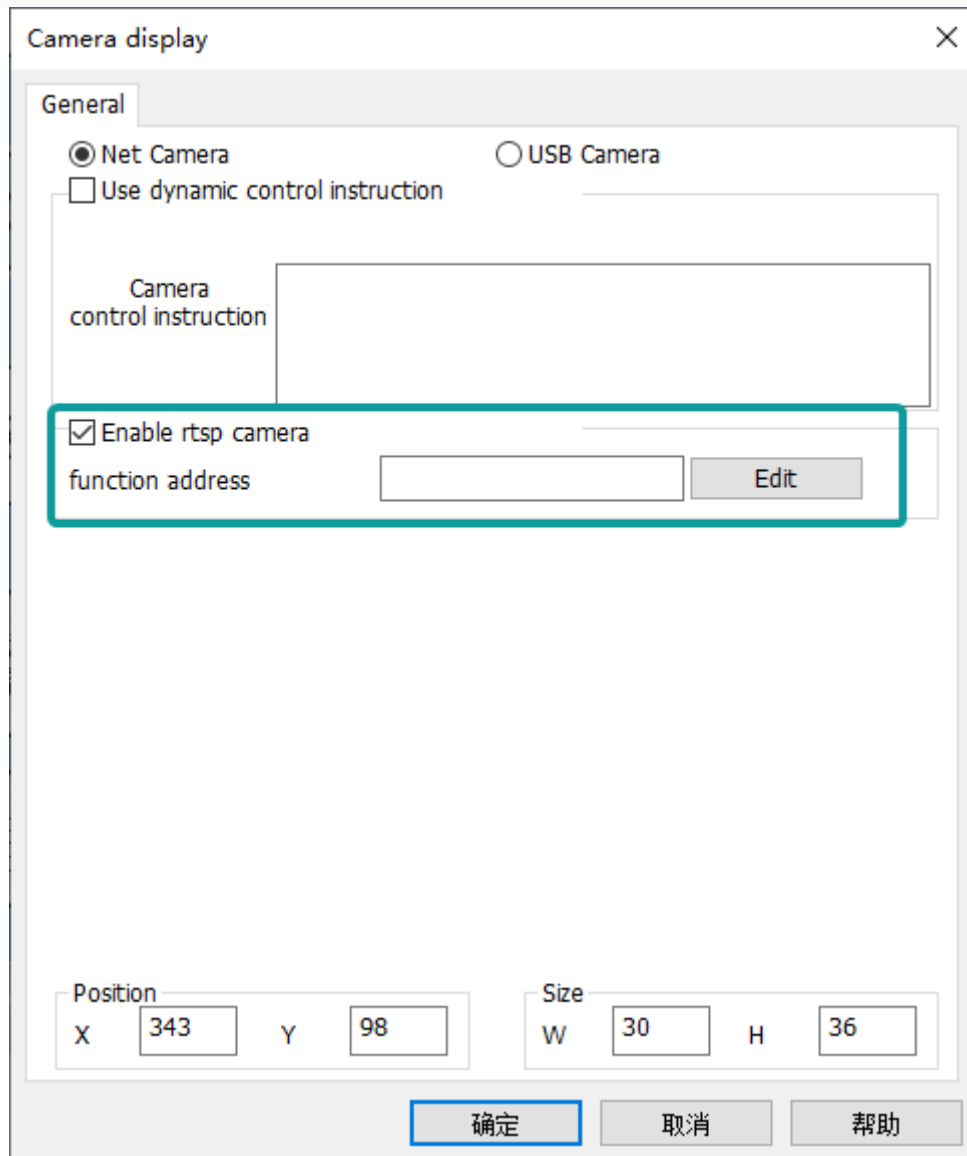 Camera display
General
Net Camera USB Camera
Use dynamic control instruction
Camera
control instruction
Enable rtsp camera
function address Edit
Position Size
X 343 Y 98 W 30 H 36
确定 取消 帮助